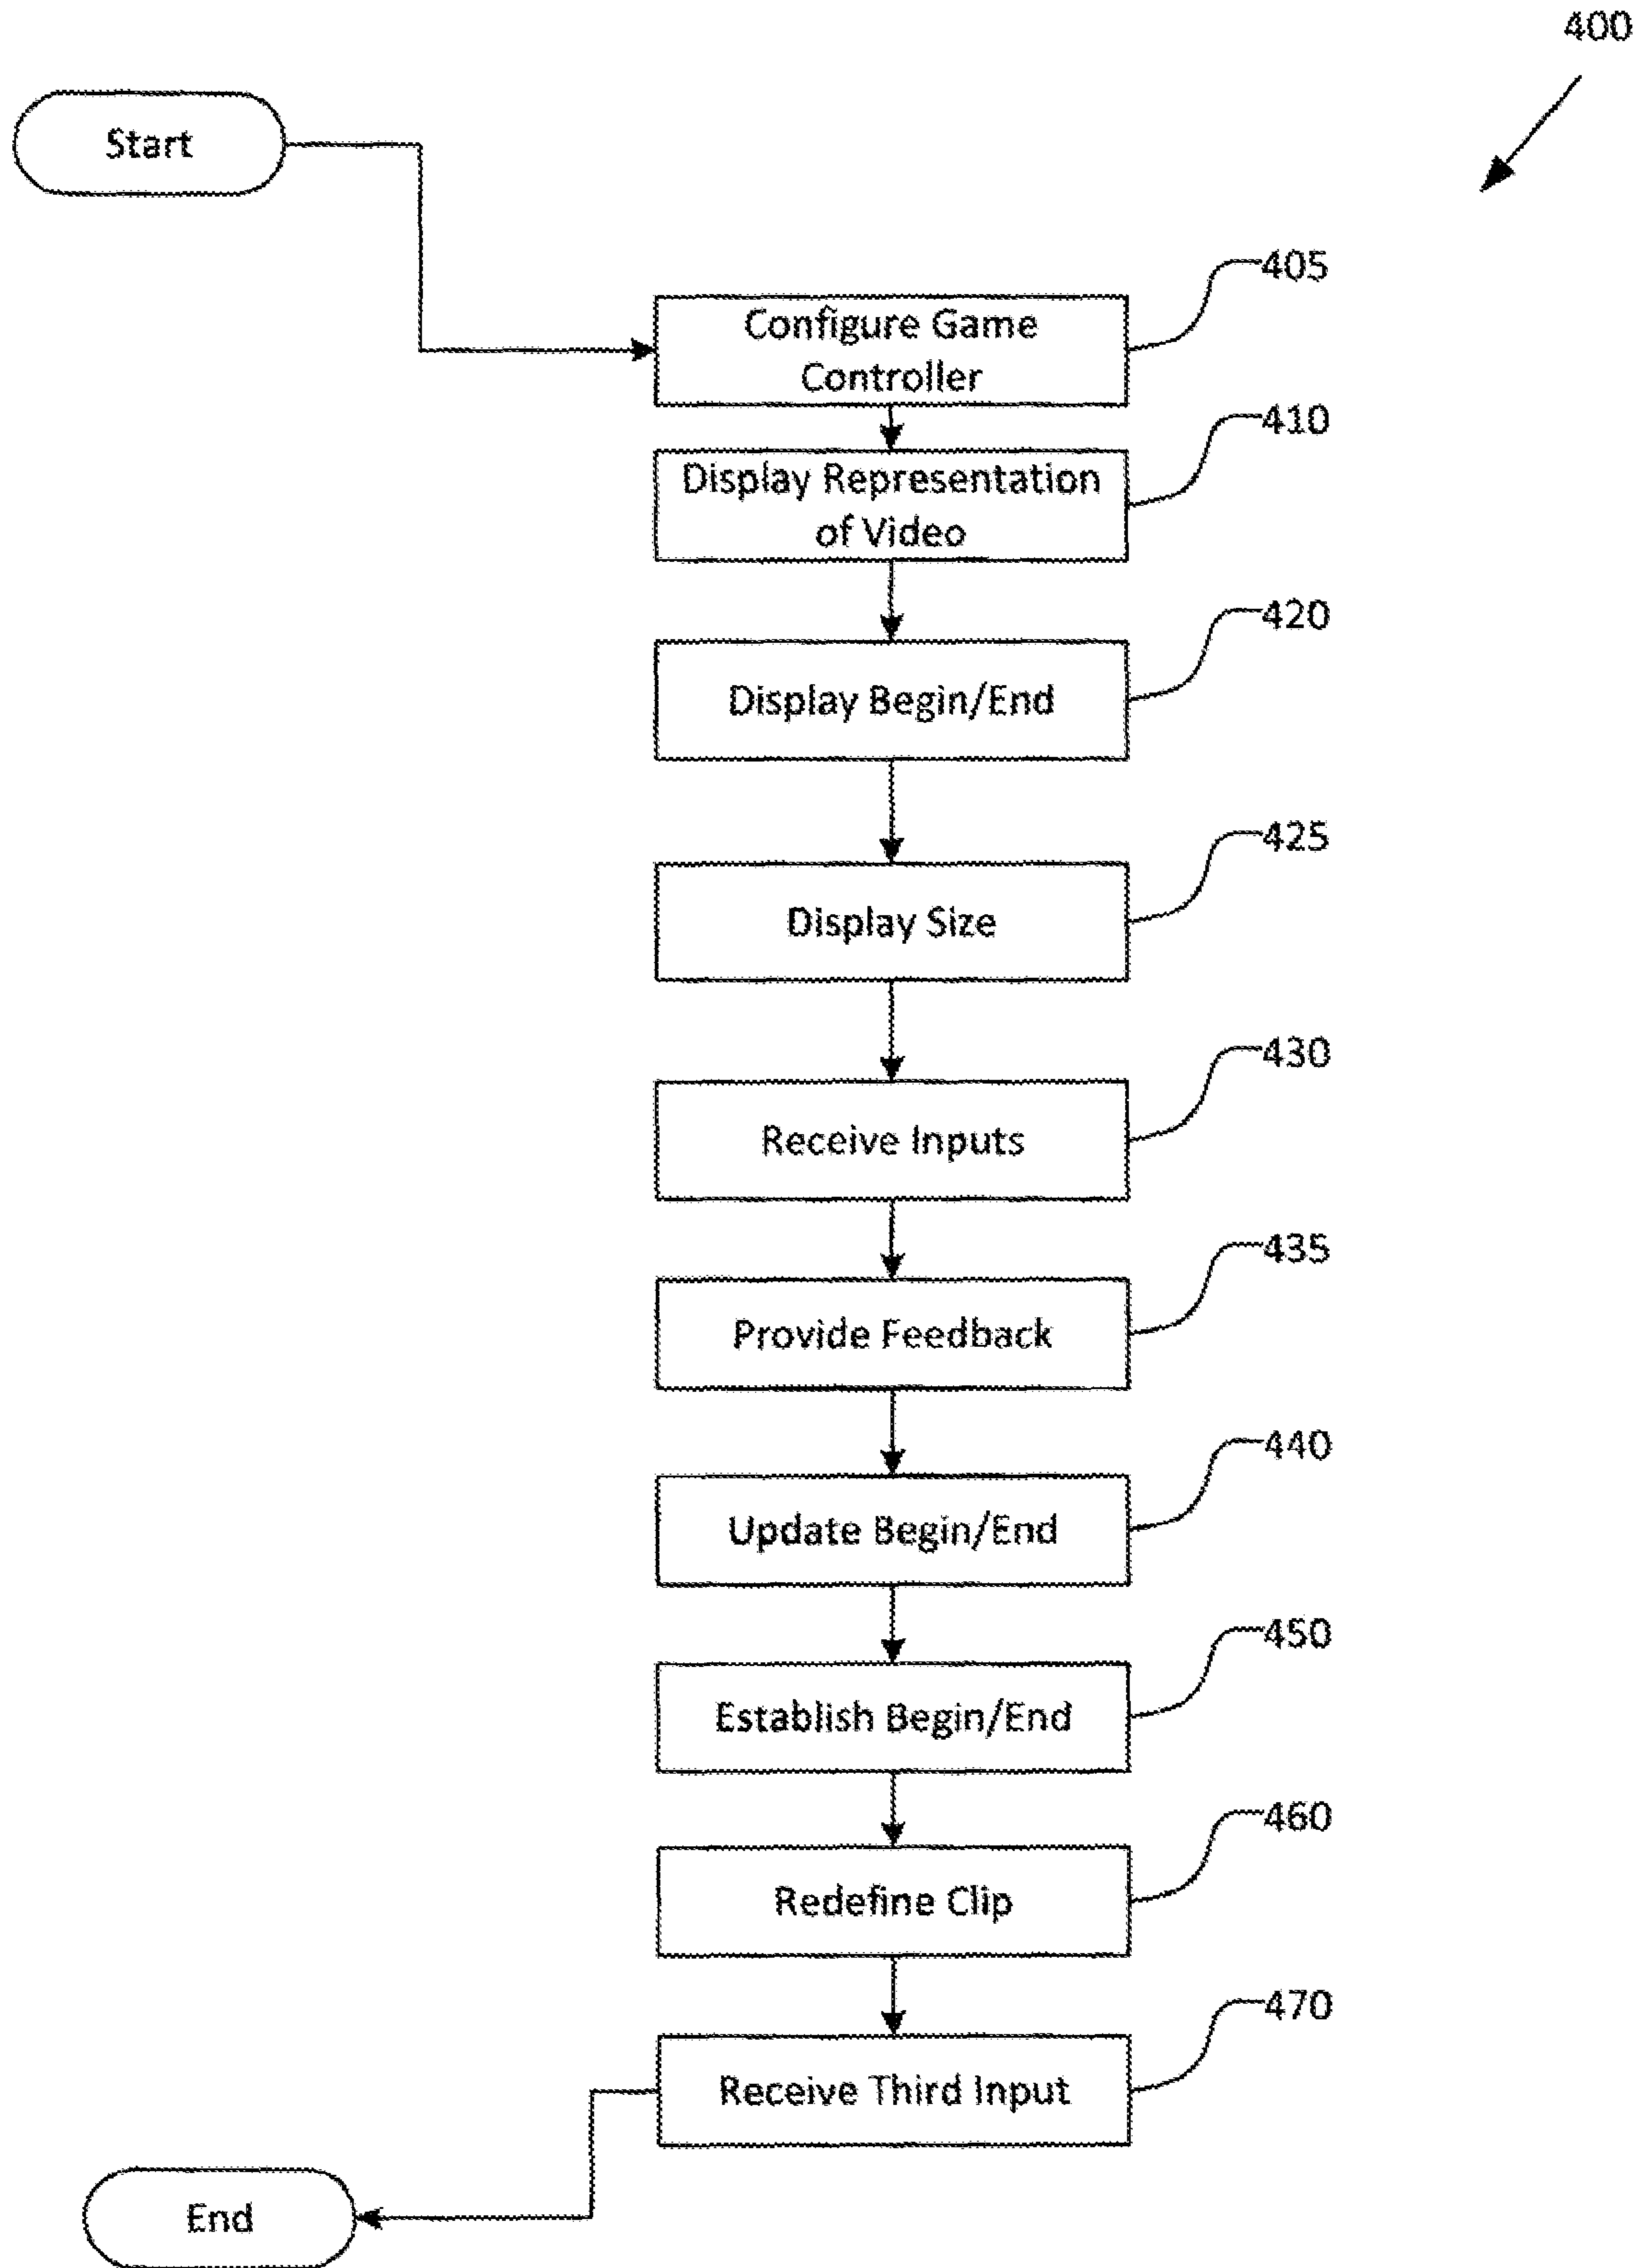 400
Start
405
Configure Game
Controller
410
Display Representation
of Video
420
Display Begin/End
425
Display Size
430
Receive Inputs
435
Provide Feedback
440
Update Begin/End
450
Establish Begin/End
460
Redefine Clip
470
Receive Third Input
End